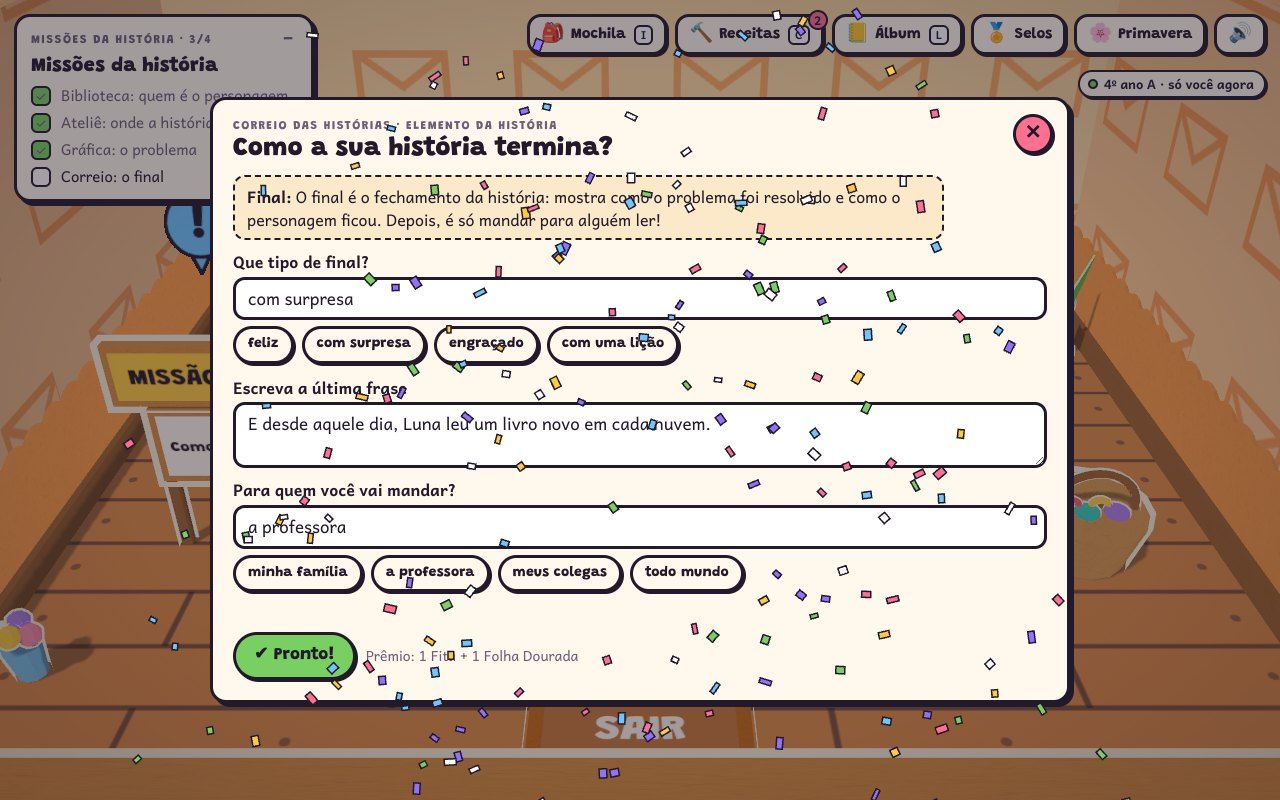 MISSÕES DA HISTÓRIA · 3/4 –
Missões da história
Biblioteca: quem é o personagem
Ateliê: onde a história
Gráfica: o problema
Correio: o final
Mochila I
Receitas 2
Álbum L
Selos
Primavera
4º ano A · só você agora
CORREIO DAS HISTÓRIAS · ELEMENTO DA HISTÓRIA
Como a sua história termina?
Final: O final é o fechamento da história: mostra como o problema foi resolvido e como o
personagem ficou. Depois, é só mandar para alguém ler!
Que tipo de final?
com surpresa
feliz
com surpresa
engraçado
com uma lição
Escreva a última frase
E desde aquele dia, Luna leu um livro novo em cada nuvem.
Para quem você vai mandar?
a professora
minha família
a professora
meus colegas
todo mundo
✔ Pronto!
Prêmio: 1 Fita + 1 Folha Dourada
MISSÃO
SAIR